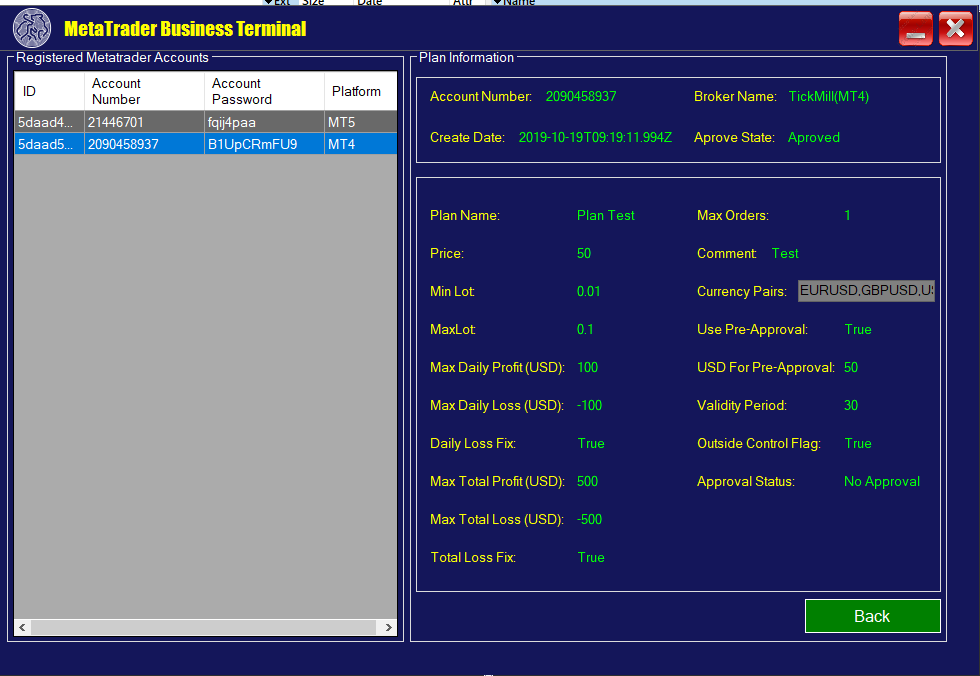 Ext Size Date Attr Name
MetaTrader Business Terminal
Registered Metatrader Accounts
ID Account Number Account Password Platform
5daad4... 21446701 fqij4paa MT5
5daad5... 2090458937 B1UpCRmFU9 MT4
Plan Information
Account Number: 2090458937 Broker Name: TickMill(MT4)
Create Date: 2019-10-19T09:19:11.994Z Aprove State: Aproved
Plan Name: Plan Test Max Orders: 1
Price: 50 Comment: Test
Min Lot: 0.01 Currency Pairs: EURUSD,GBPUSD,U
MaxLot: 0.1 Use Pre-Approval: True
Max Daily Profit (USD): 100 USD For Pre-Approval: 50
Max Daily Loss (USD): -100 Validity Period: 30
Daily Loss Fix: True Outside Control Flag: True
Max Total Profit (USD): 500 Approval Status: No Approval
Max Total Loss (USD): -500
Total Loss Fix: True
Back